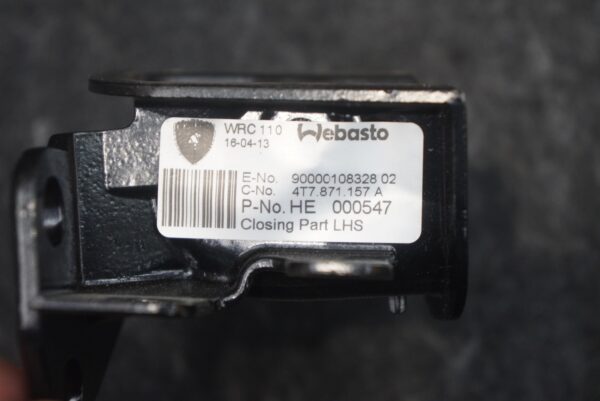 WRC 110 Webasto
16-04-13
E-No. 90000108328 02
C-No. 4T7.871.157 A
P-No. HE 000547
Closing Part LHS